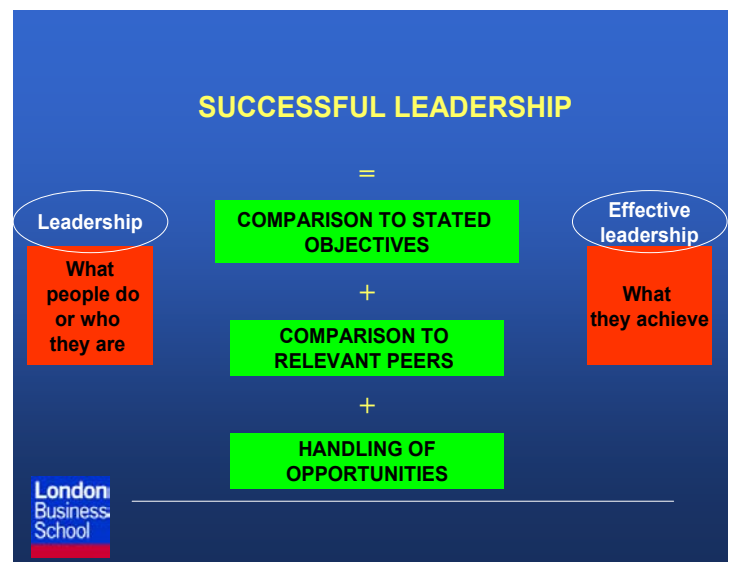 SUCCESSFUL LEADERSHIP
=
Leadership
What
people do
or who
they are
COMPARISON TO STATED
OBJECTIVES
+
COMPARISON TO
RELEVANT PEERS
+
HANDLING OF
OPPORTUNITIES
Effective
leadership
What
they achieve
London
Business
School